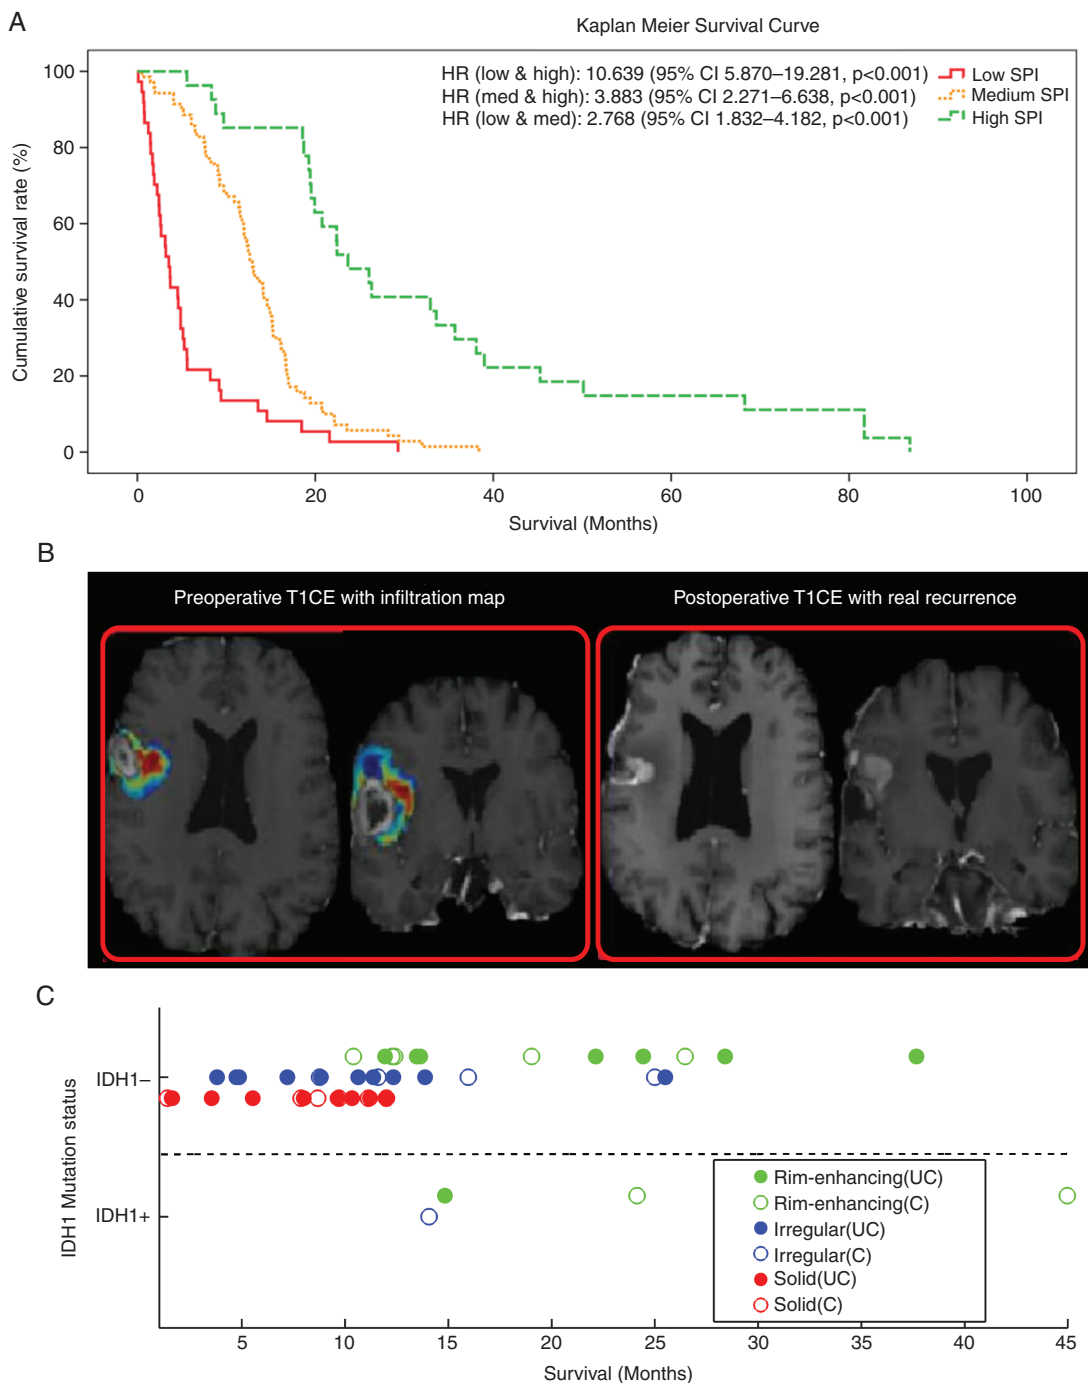 A
Kaplan Meier Survival Curve
HR (low & high): 10.639 (95% CI 5.870–19.281, p<0.001)
HR (med & high): 3.883 (95% CI 2.271–6.638, p<0.001)
HR (low & med): 2.768 (95% CI 1.832–4.182, p<0.001)
Low SPI
Medium SPI
High SPI
Cumulative survival rate (%)
100
80
60
40
20
0
0 20 40 60 80 100
Survival (Months)
B
Preoperative T1CE with infiltration map
Postoperative T1CE with real recurrence
C
IDH1 Mutation status
IDH1–
IDH1+
Rim-enhancing(UC)
Rim-enhancing(C)
Irregular(UC)
Irregular(C)
Solid(UC)
Solid(C)
5 10 15 20 25 30 35 40 45
Survival (Months)